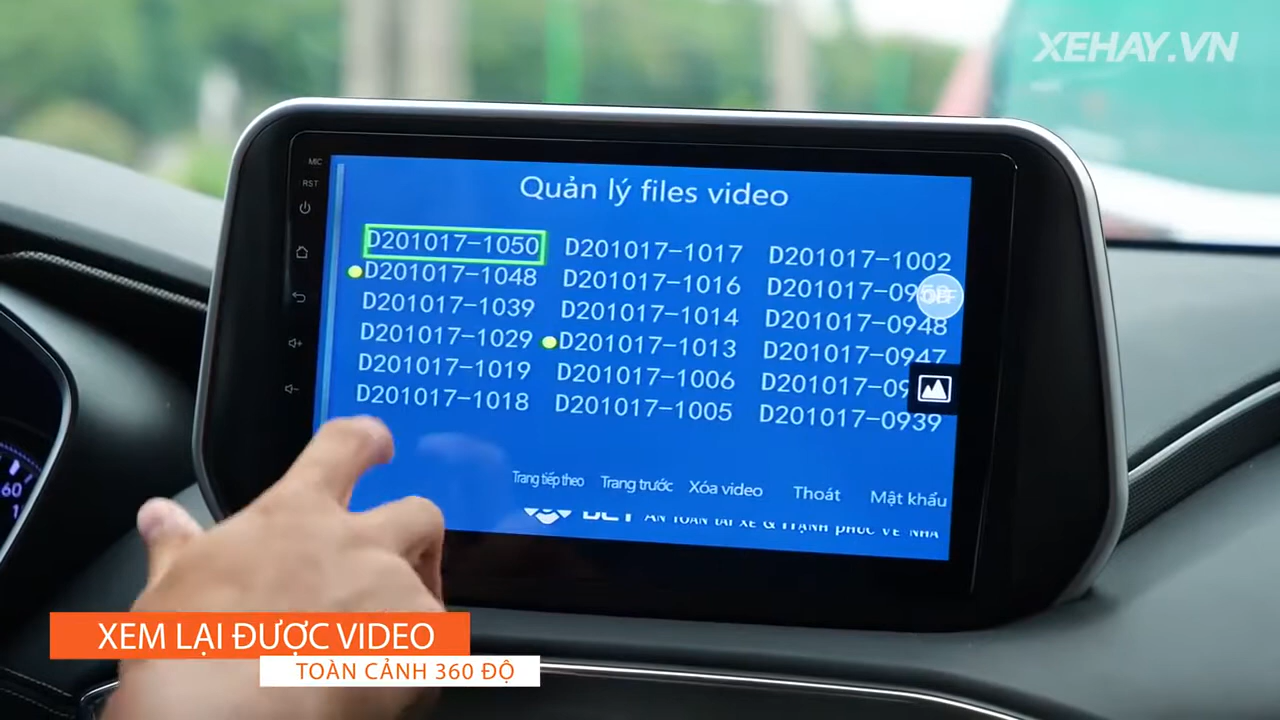 XEHAY.VN
MIC
RST
Quản lý files video
D201017-1050 D201017-1017 D201017-1002
D201017-1048 D201017-1016
D201017-1039 D201017-1014 D201017-0948
D201017-1029 D201017-1013 D201017-0947
D201017-1019 D201017-1006
D201017-1018 D201017-1005 D201017-0939
OFF
Trang tiếp theo Trang trước Xóa video Thoát Mật khẩu
60
XEM LẠI ĐƯỢC VIDEO
TOÀN CẢNH 360 ĐỘ